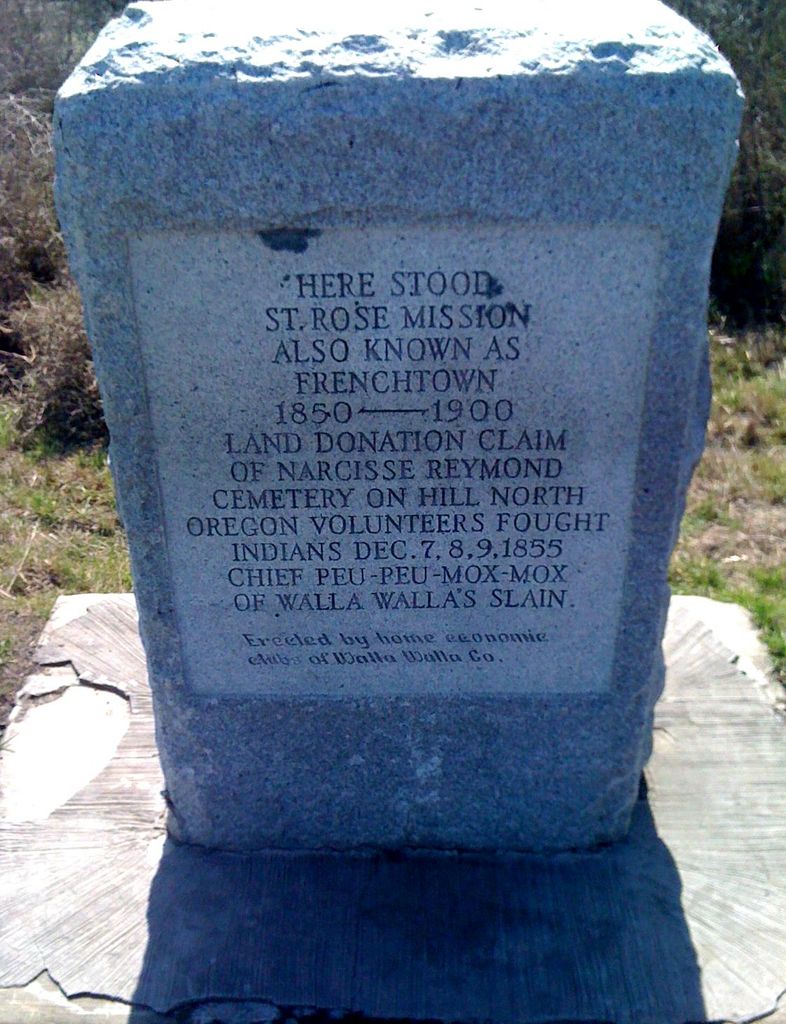 HERE STOOD
ST. ROSE MISSION
ALSO KNOWN AS
FRENCHTOWN
1850—1900
LAND DONATION CLAIM
OF NARCISSE REYMOND
CEMETERY ON HILL NORTH
OREGON VOLUNTEERS FOUGHT
INDIANS DEC. 7, 8, 9, 1855
CHIEF PEU-PEU-MOX-MOX
OF WALLA WALLA'S SLAIN.
Erected by home economic
clubs of Walla Walla Co.